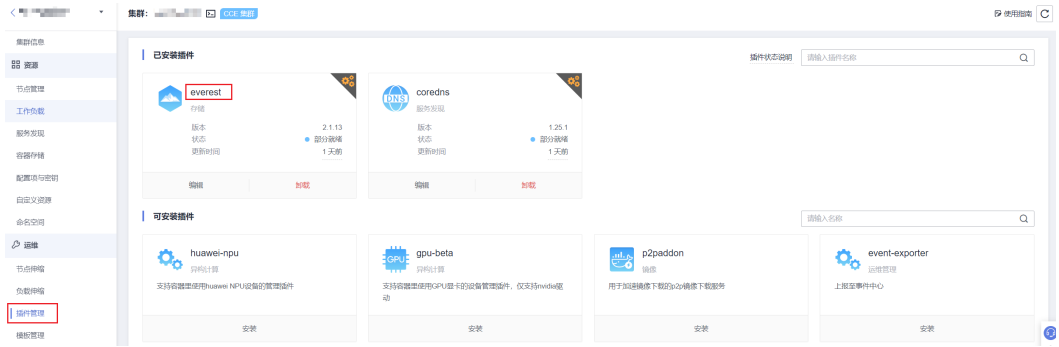 集群:
CCE 集群
使用指南
集群信息
资源
节点管理
工作负载
服务发现
容器存储
配置项与密钥
自定义资源
命名空间
运维
节点伸缩
负载伸缩
插件管理
模板管理
已安装插件
插件状态说明
请输入插件名称
everest
存储
版本 2.1.13
状态 部分就绪
更新时间 1 天前
编辑 卸载
DNS
coredns
服务发现
版本 1.25.1
状态 部分就绪
更新时间 1 天前
编辑 卸载
可安装插件
请输入名称
huawei-npu
异构计算
支持容器里使用huawei NPU设备的管理插件
安装
GPU
gpu-beta
异构计算
支持容器里使用GPU显卡的设备管理插件，仅支持nvidia驱
动
安装
p2paddon
镜像
用于加速镜像下载的p2p镜像下载服务
安装
event-exporter
运维管理
上报至事件中心
安装